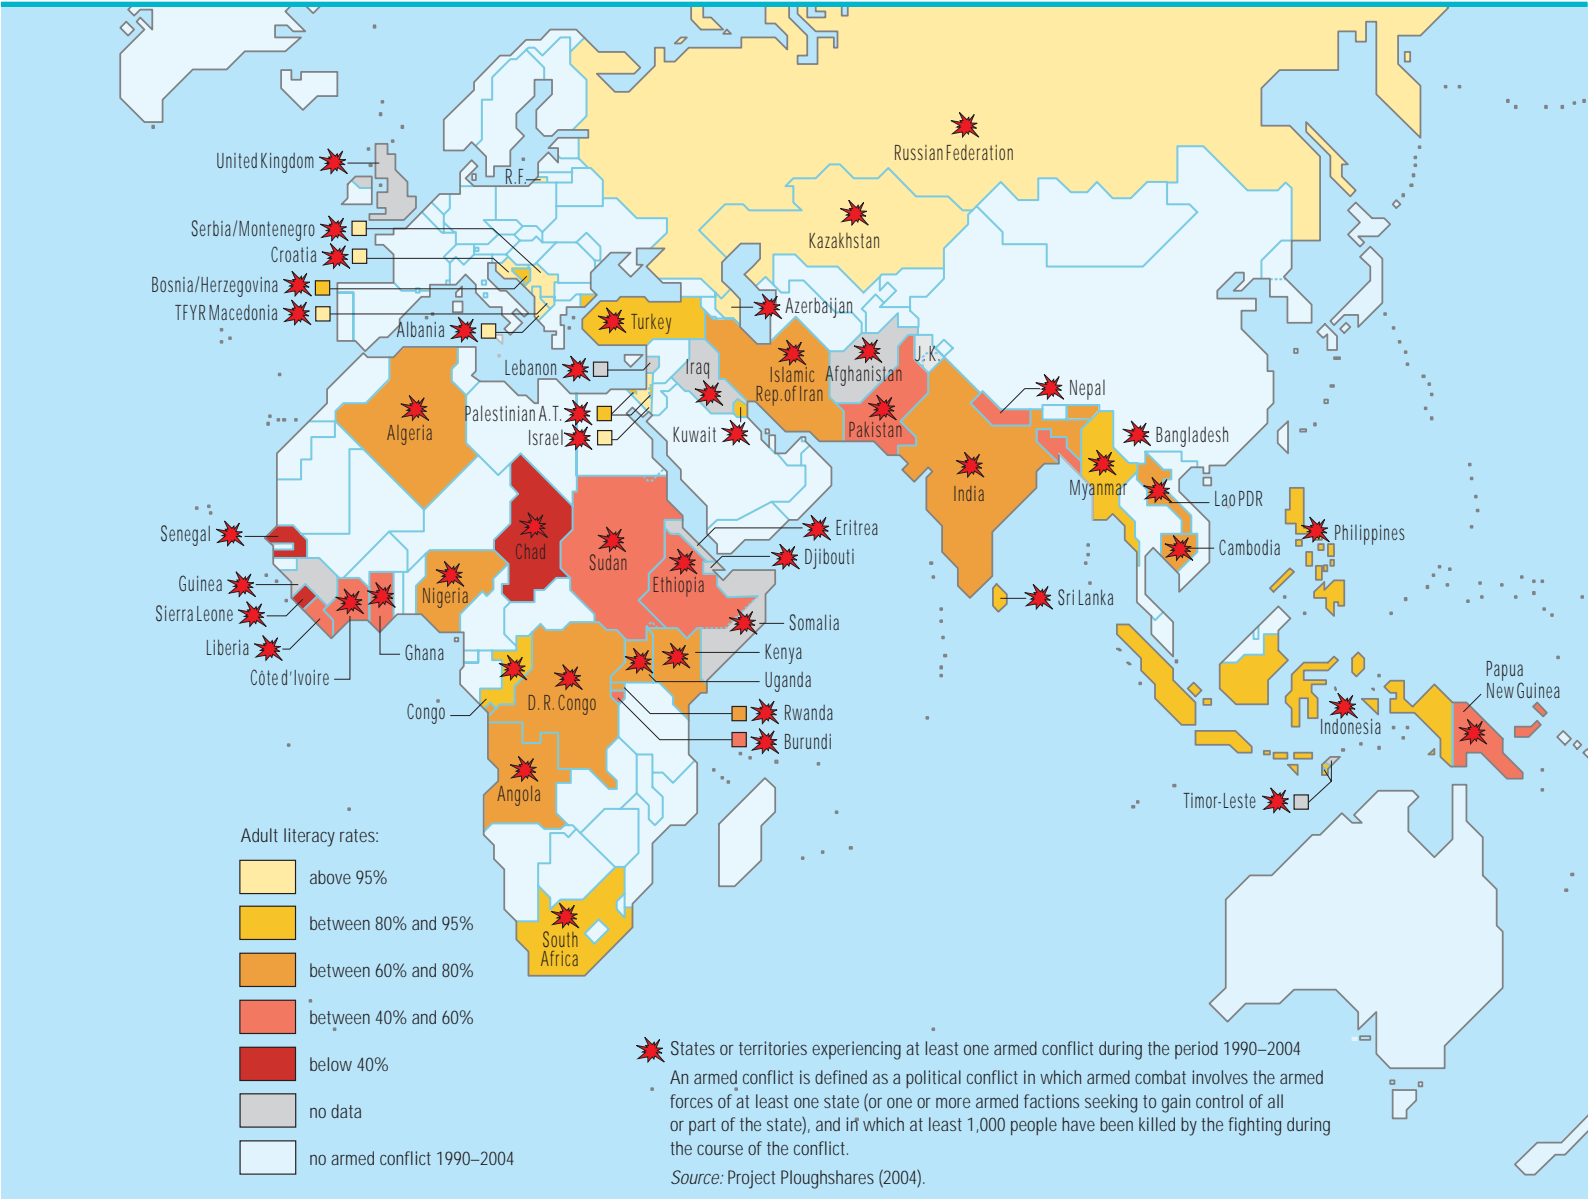 Russian Federation
United Kingdom
R.F.
Serbia/Montenegro
Croatia
Kazakhstan
Bosnia/Herzegovina
TFYR Macedonia
Albania
Azerbaijan
Turkey
Lebanon
Iraq
Islamic
Rep. of Iran
Afghanistan
J. K.
Nepal
Palestinian A.T.
Israel
Kuwait
Pakistan
Algeria
Bangladesh
India
Myanmar
Lao PDR
Senegal
Chad
Sudan
Eritrea
Djibouti
Ethiopia
Philippines
Cambodia
Guinea
Sierra Leone
Nigeria
Sri Lanka
Somalia
Liberia
Ghana
Côte d'Ivoire
Kenya
Uganda
Congo
D. R. Congo
Rwanda
Burundi
Papua
New Guinea
Indonesia
Angola
Timor-Leste
South
Africa
Adult literacy rates:
above 95%
between 80% and 95%
between 60% and 80%
between 40% and 60%
below 40%
no data
no armed conflict 1990–2004
States or territories experiencing at least one armed conflict during the period 1990–2004
An armed conflict is defined as a political conflict in which armed combat involves the armed
forces of at least one state (or one or more armed factions seeking to gain control of all
or part of the state), and in which at least 1,000 people have been killed by the fighting during
the course of the conflict.
Source: Project Ploughshares (2004).